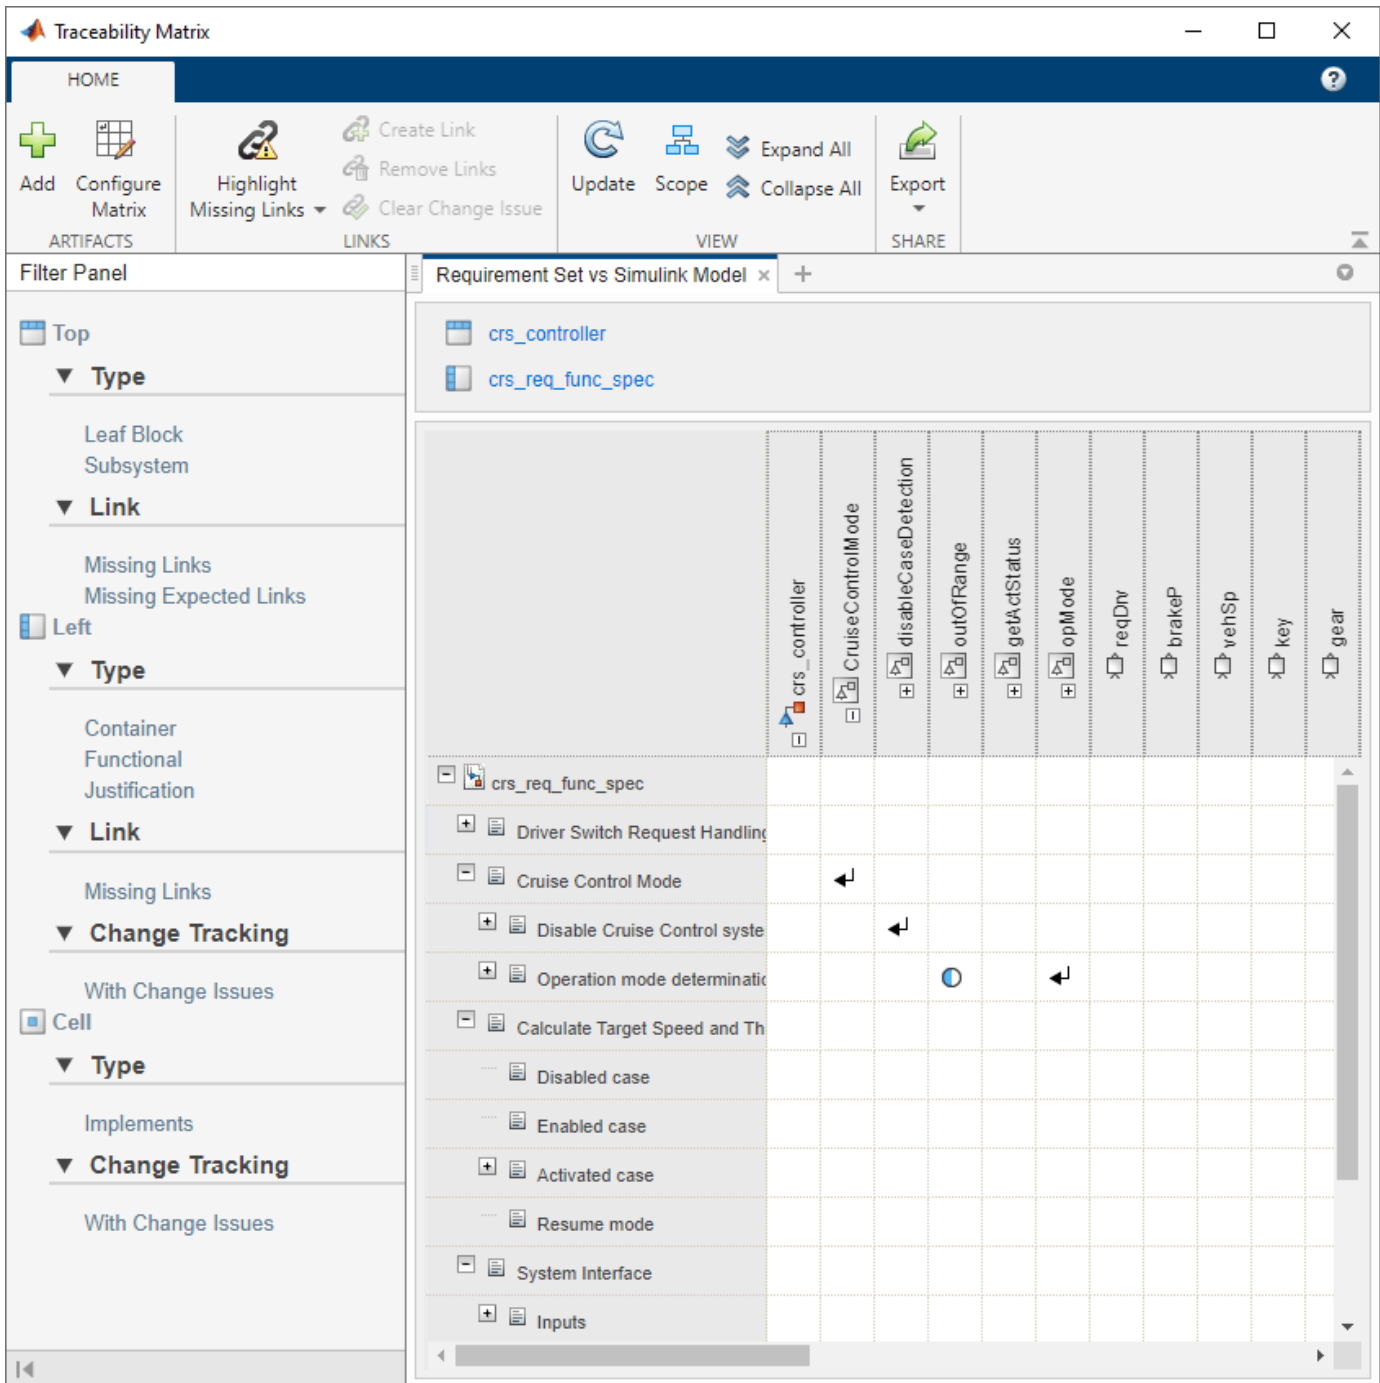 Traceability Matrix
HOME
Add
Configure Matrix
Highlight Missing Links
Create Link
Remove Links
Clear Change Issue
Update
Scope
Expand All
Collapse All
Export
ARTIFACTS
LINKS
VIEW
SHARE
Filter Panel
Top
Type
Leaf Block
Subsystem
Link
Missing Links
Missing Expected Links
Left
Type
Container
Functional
Justification
Link
Missing Links
Change Tracking
With Change Issues
Cell
Type
Implements
Change Tracking
With Change Issues
Requirement Set vs Simulink Model
crs_controller
crs_req_func_spec
crs_controller
CruiseControlMode
disableCaseDetection
outOfRange
getActStatus
opMode
reqDrv
brakeP
vehSp
key
gear
crs_req_func_spec
Driver Switch Request Handling
Cruise Control Mode
Disable Cruise Control syste
Operation mode determinatic
Calculate Target Speed and Th
Disabled case
Enabled case
Activated case
Resume mode
System Interface
Inputs